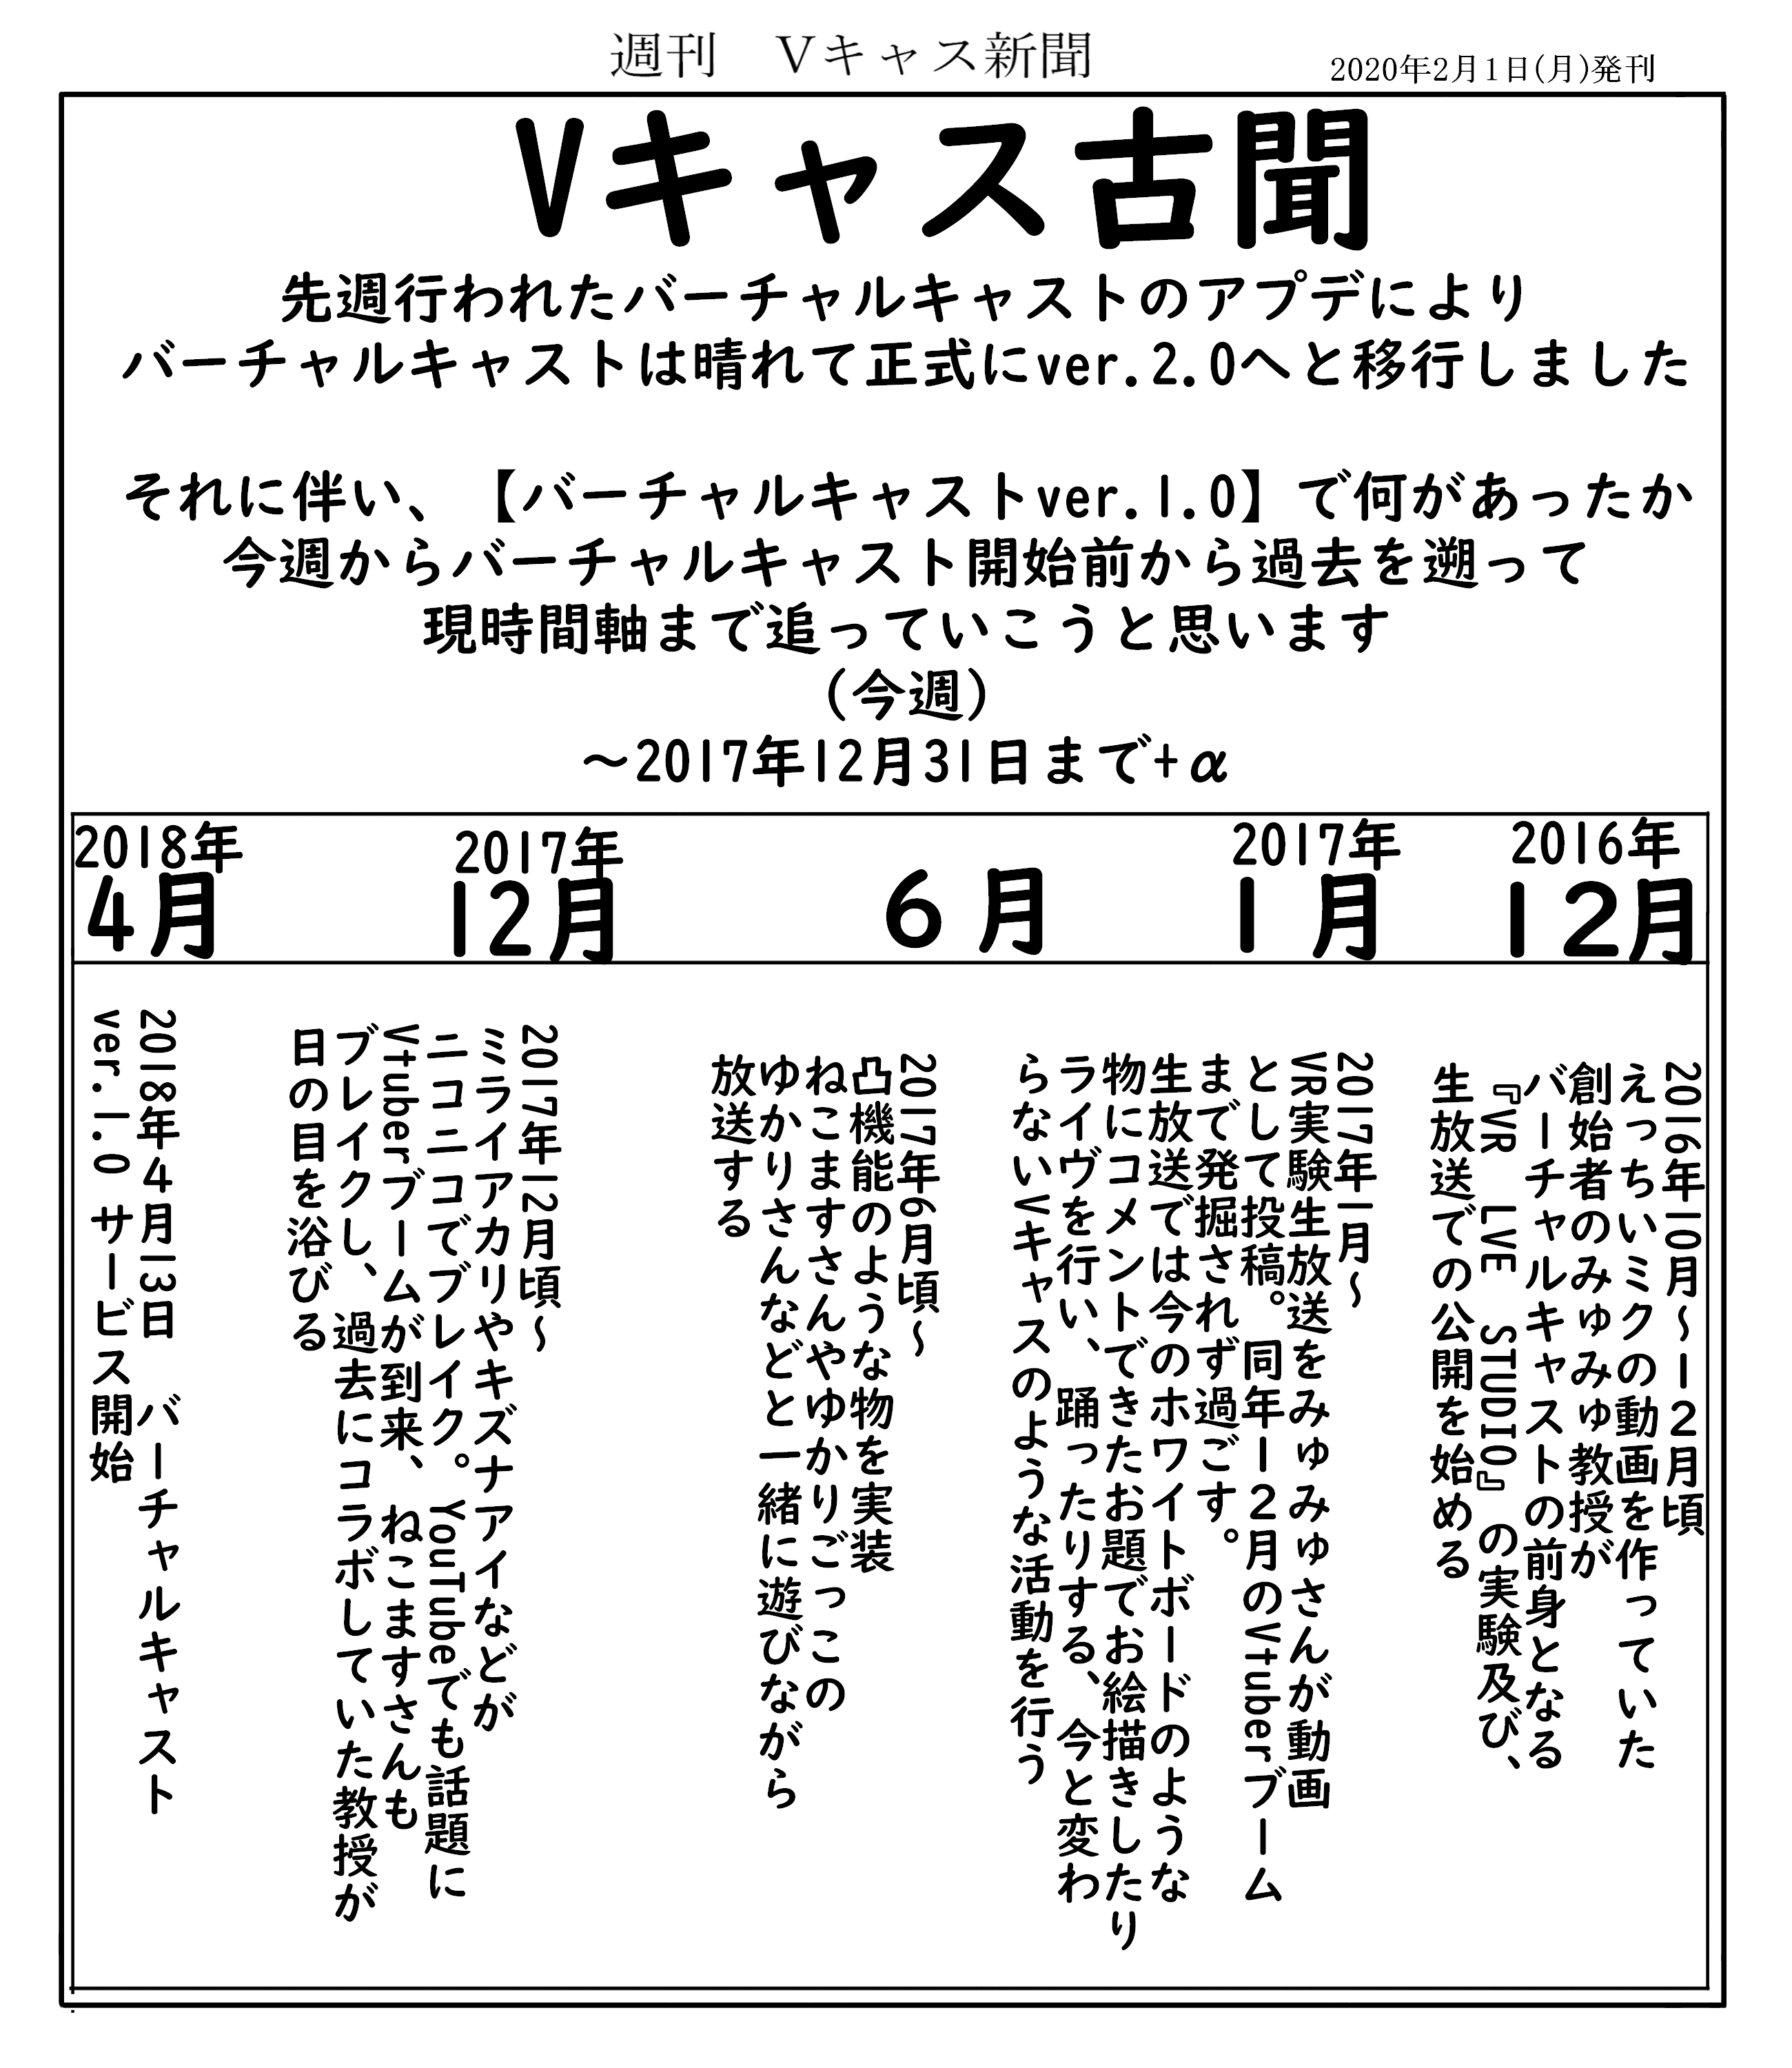 週刊　Vキャス新聞
2020年2月1日(月)発刊
Vキャス古聞
先週行われたバーチャルキャストのアプデにより
バーチャルキャストは晴れて正式にver.2.0へと移行しました
それに伴い、【バーチャルキャストver.1.0】で何があったか
今週からバーチャルキャスト開始前から過去を遡って
現時間軸まで追っていこうと思います
(今週)
～2017年12月31日まで+α
2016年
12月
2017年
1月
6月
2017年
12月
2018年
4月
2016年10月～12月頃
えっちいミクの動画を作っていた
創始者のみゅみゅ教授が
バーチャルキャストの前身となる
『VR　LVE　STUDIO』の実験及び、
生放送での公開を始める
2017年1月～
VR実験生放送をみゅみゅさんが動画
として投稿。同年12月のVtuberブーム
まで発掘されず過ごす。
生放送では今のホワイトボードのような
物にコメントできたお題でお絵描きしたり
ライヴを行い、踊ったりする、今と変わ
らないVキャスのような活動を行う
2017年6月頃～
凸機能のような物を実装
ねこますさんやゆかりごっこの
ゆかりさんなどと一緒に遊びながら
放送する
2017年12月頃～
ミライアカリやキズナアイなどが
ニコニコでブレイク。YouTubeでも話題に
Vtuberブームが到来、ねこますさんも
ブレイクし、過去にコラボしていた教授が
日の目を浴びる
2018年4月13日　バーチャルキャスト
ver.1.0 サービス開始